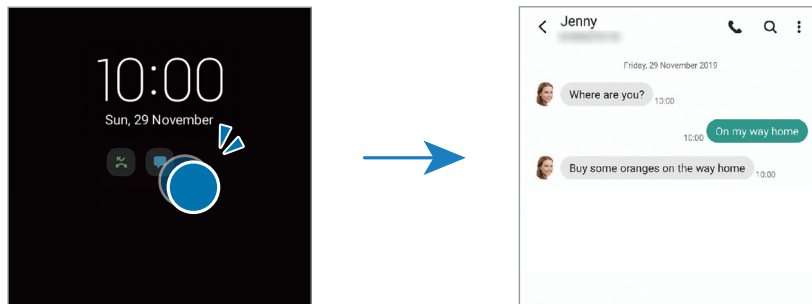 10:00
Sun, 29 November
Jenny
Friday, 29 November 2019
Where are you?
10:00
10:00
On my way home
Buy some oranges on the way home
10:00